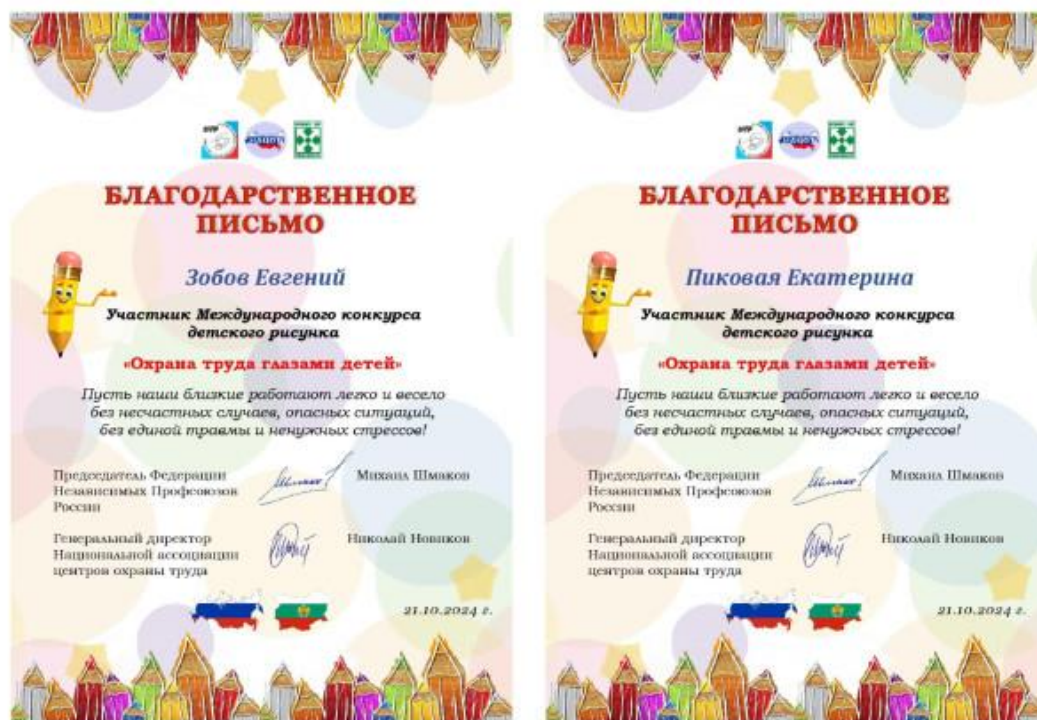 БЛАГОДАРСТВЕННОЕ
ПИСЬМО
Зобов Евгений
Участник Международного конкурса
детского рисунка
«Охрана труда глазами детей»
Пусть наши близкие работают легко и весело
без несчастных случаев, опасных ситуаций,
без единой травмы и ненужных стрессов!
Председатель Федерации
Независимых Профсоюзов
России
Михаил Шмаков
Генеральный директор
Национальной ассоциации
центров охраны труда
Николай Новиков
21.10.2024 г.
БЛАГОДАРСТВЕННОЕ
ПИСЬМО
Пиковая Екатерина
Участник Международного конкурса
детского рисунка
«Охрана труда глазами детей»
Пусть наши близкие работают легко и весело
без несчастных случаев, опасных ситуаций,
без единой травмы и ненужных стрессов!
Председатель Федерации
Независимых Профсоюзов
России
Михаил Шмаков
Генеральный директор
Национальной ассоциации
центров охраны труда
Николай Новиков
21.10.2024 г.